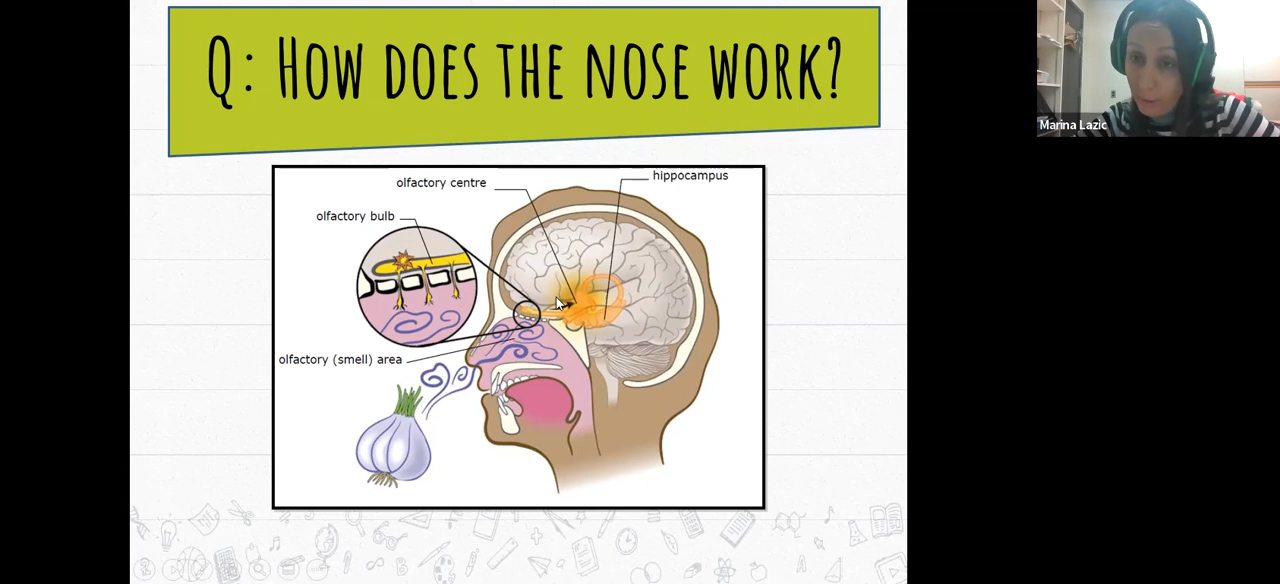 Q: How does the nose work?
olfactory centre
hippocampus
olfactory bulb
olfactory (smell) area
Marina Lazic